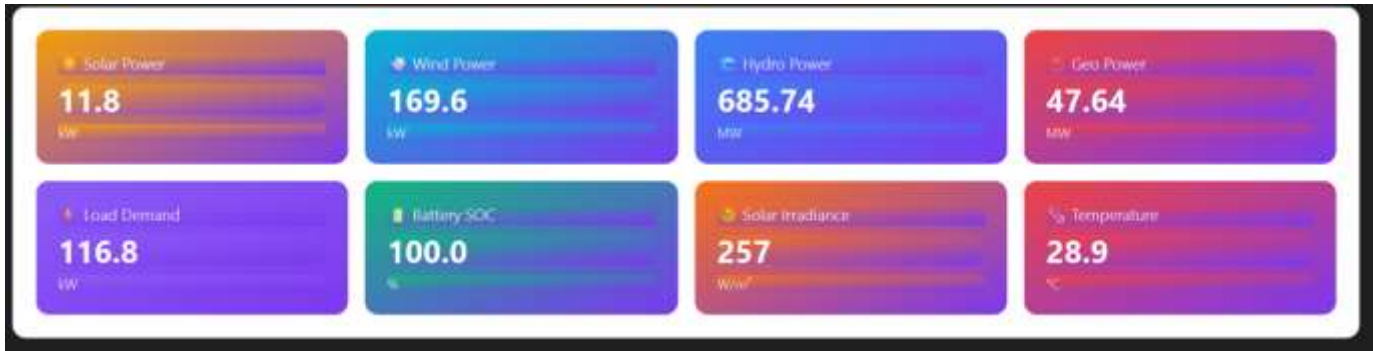 Solar Power
11.8
kW
Wind Power
169.6
kW
Hydro Power
685.74
MW
Geo Power
47.64
MW
Load Demand
116.8
kW
Battery SOC
100.0
%
Solar Irradiance
257
W/m²
Temperature
28.9
°C